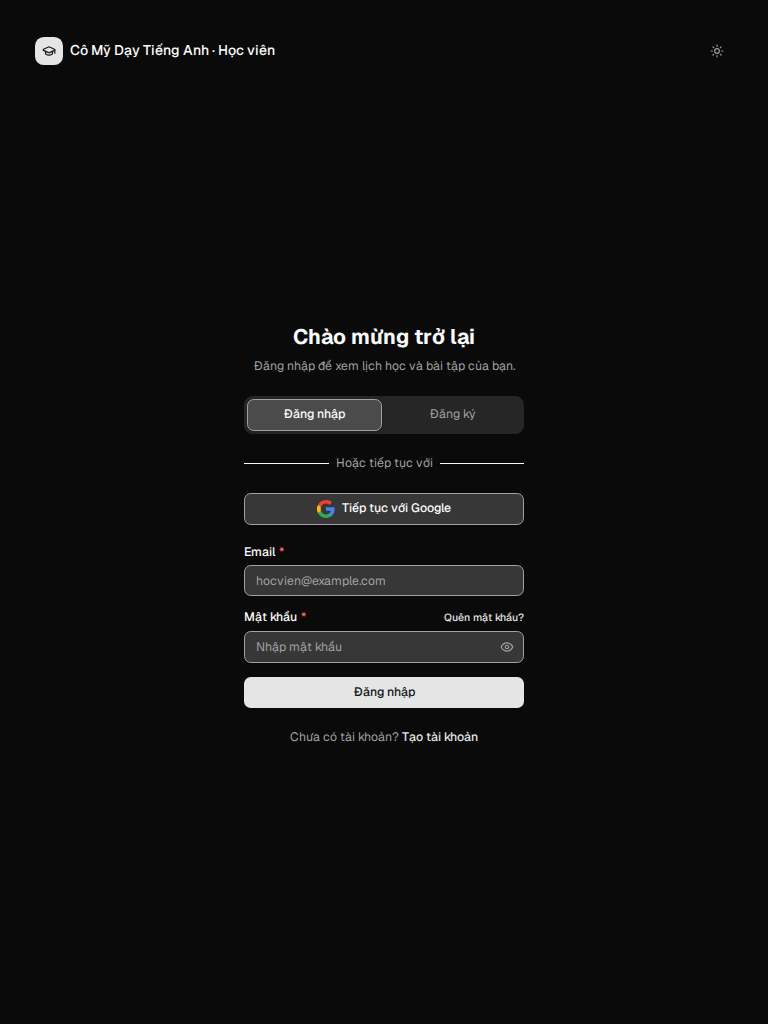 Cô Mỹ Dạy Tiếng Anh · Học viên
Chào mừng trở lại
Đăng nhập để xem lịch học và bài tập của bạn.
Đăng nhập
Đăng ký
Hoặc tiếp tục với
Tiếp tục với Google
Email *
hocvien@example.com
Mật khẩu *
Quên mật khẩu?
Nhập mật khẩu
Đăng nhập
Chưa có tài khoản? Tạo tài khoản